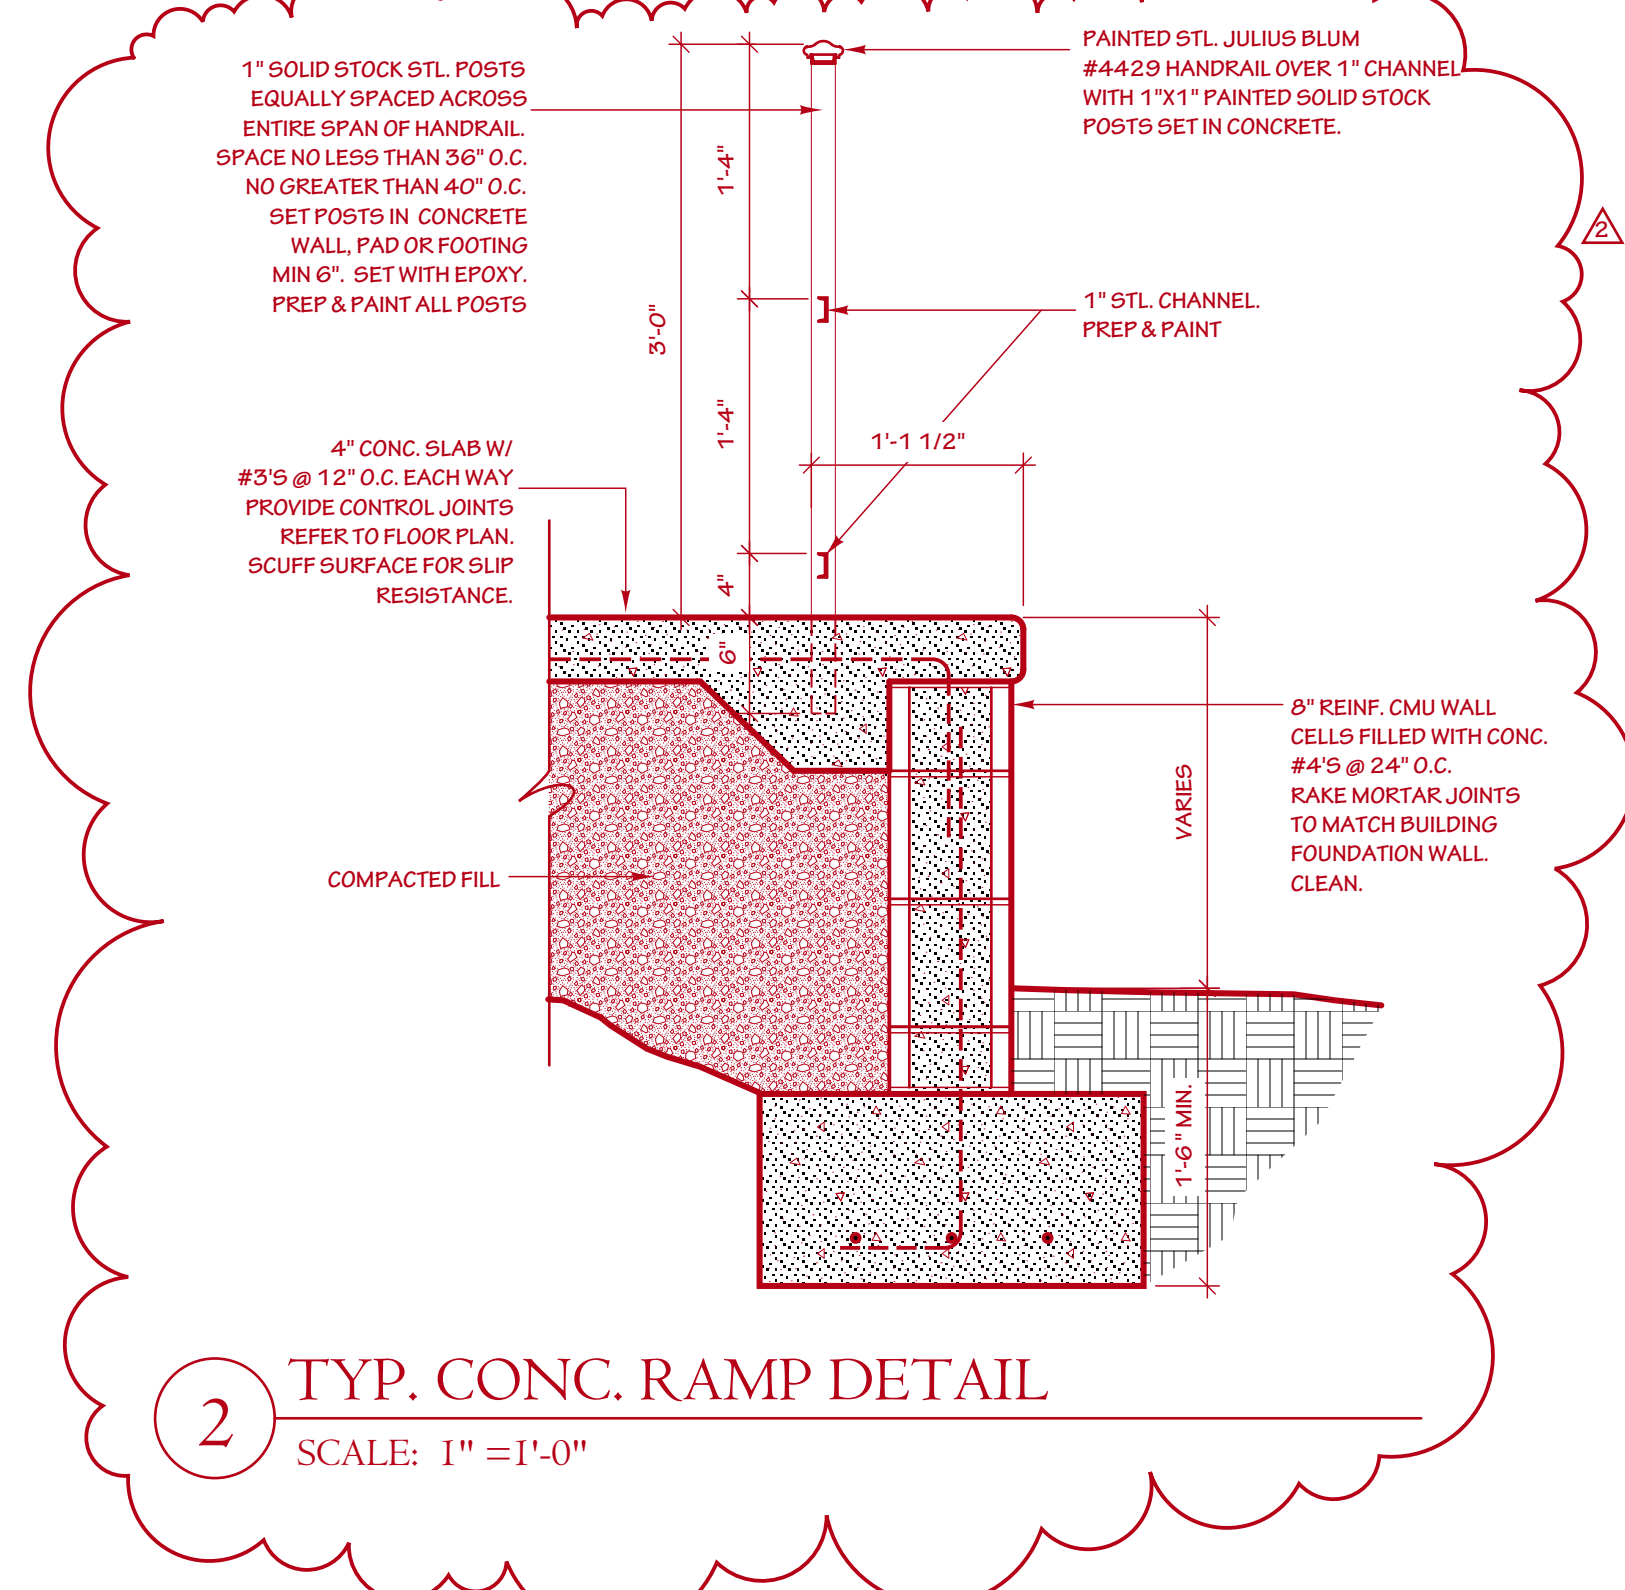 1" SOLID STOCK STL. POSTS
EQUALLY SPACED ACROSS
ENTIRE SPAN OF HANDRAIL.
SPACE NO LESS THAN 36" O.C.
NO GREATER THAN 40" O.C.
SET POSTS IN CONCRETE
WALL, PAD OR FOOTING
MIN 6". SET WITH EPOXY.
PREP & PAINT ALL POSTS
PAINTED STL. JULIUS BLUM
#4429 HANDRAIL OVER 1" CHANNEL
WITH 1"X1" PAINTED SOLID STOCK
POSTS SET IN CONCRETE.
2
1'-4"
3'-0"
1" STL. CHANNEL.
PREP & PAINT
1'-4"
1'-1 1/2"
4" CONC. SLAB W/
#3'S @ 12" O.C. EACH WAY
PROVIDE CONTROL JOINTS
REFER TO FLOOR PLAN.
SCUFF SURFACE FOR SLIP
RESISTANCE.
4"
6"
8" REINF. CMU WALL
CELLS FILLED WITH CONC.
#4'S @ 24" O.C.
RAKE MORTAR JOINTS
TO MATCH BUILDING
FOUNDATION WALL.
CLEAN.
VARIES
COMPACTED FILL
1'-6" MIN.
2
TYP. CONC. RAMP DETAIL
SCALE: 1" =1'-0"